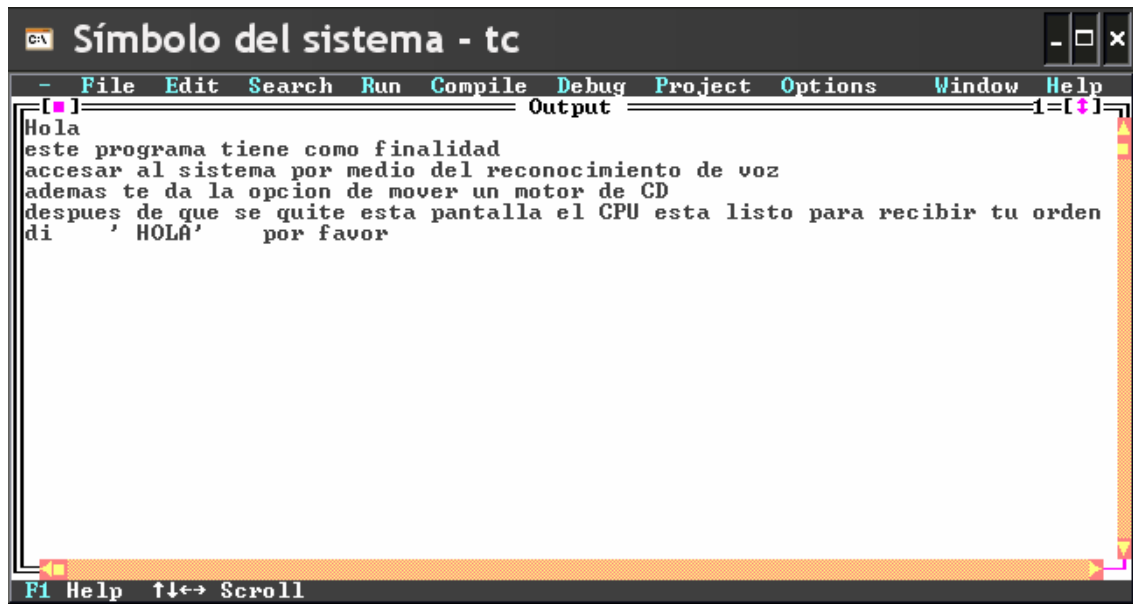 Símbolo del sistema - tc
- File Edit Search Run Compile Debug Project Options Window Help
[■] Output 1=[↕]
Hola
este programa tiene como finalidad
accesar al sistema por medio del reconocimiento de voz
ademas te da la opcion de mover un motor de CD
despues de que se quite esta pantalla el CPU esta listo para recibir tu orden
di ' HOLA' por favor
F1 Help ↑↓←→ Scroll